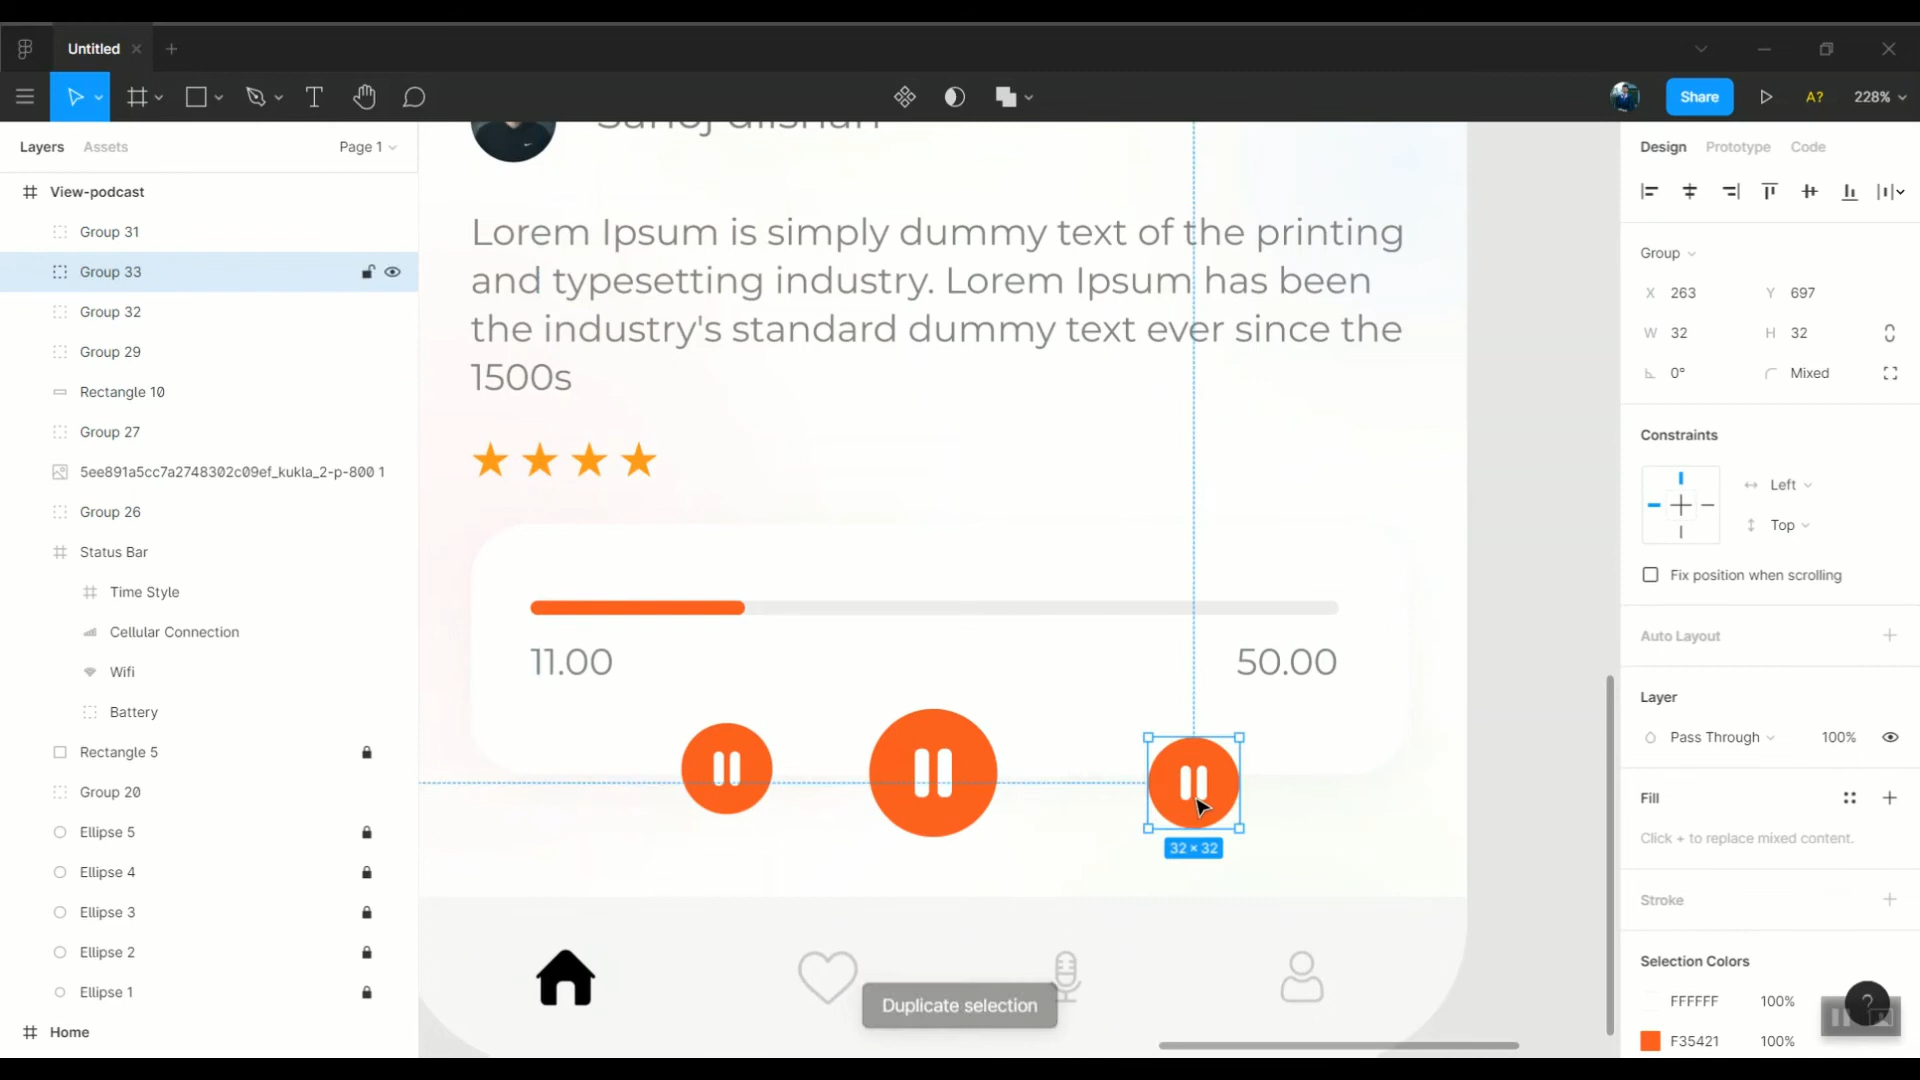 Untitled
Share
A?
228%
Layers
Assets
Page 1
Design
Prototype
Code
View-podcast
Group 31
Group 33
Group 32
Group 29
Rectangle 10
Group 27
5ee891a5cc7a2748302c09ef_kukla_2-p-800 1
Group 26
Status Bar
Time Style
Cellular Connection
Wifi
Battery
Rectangle 5
Group 20
Ellipse 5
Ellipse 4
Ellipse 3
Ellipse 2
Ellipse 1
Home
Lorem Ipsum is simply dummy text of the printing
and typesetting industry. Lorem Ipsum has been
the industry's standard dummy text ever since the
1500s
11.00
50.00
32 × 32
Duplicate selection
Group
X 263
Y 697
W 32
H 32
0°
Mixed
Constraints
Left
Top
Fix position when scrolling
Auto Layout
Layer
Pass Through
100%
Fill
Click + to replace mixed content.
Stroke
Selection Colors
FFFFFF
100%
F35421
100%
?